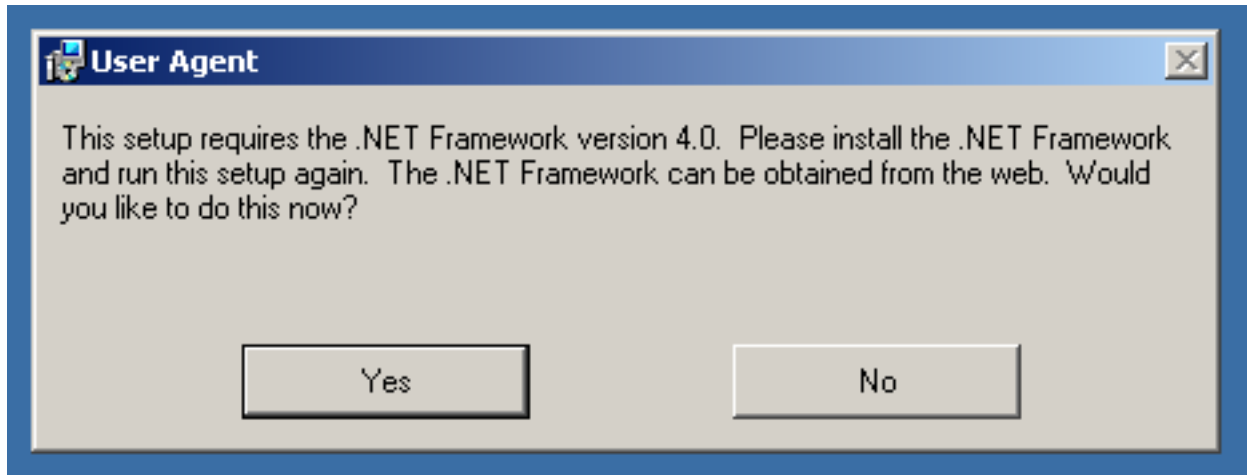 User Agent
This setup requires the .NET Framework version 4.0.  Please install the .NET Framework
and run this setup again.  The .NET Framework can be obtained from the web.  Would
you like to do this now?
Yes No